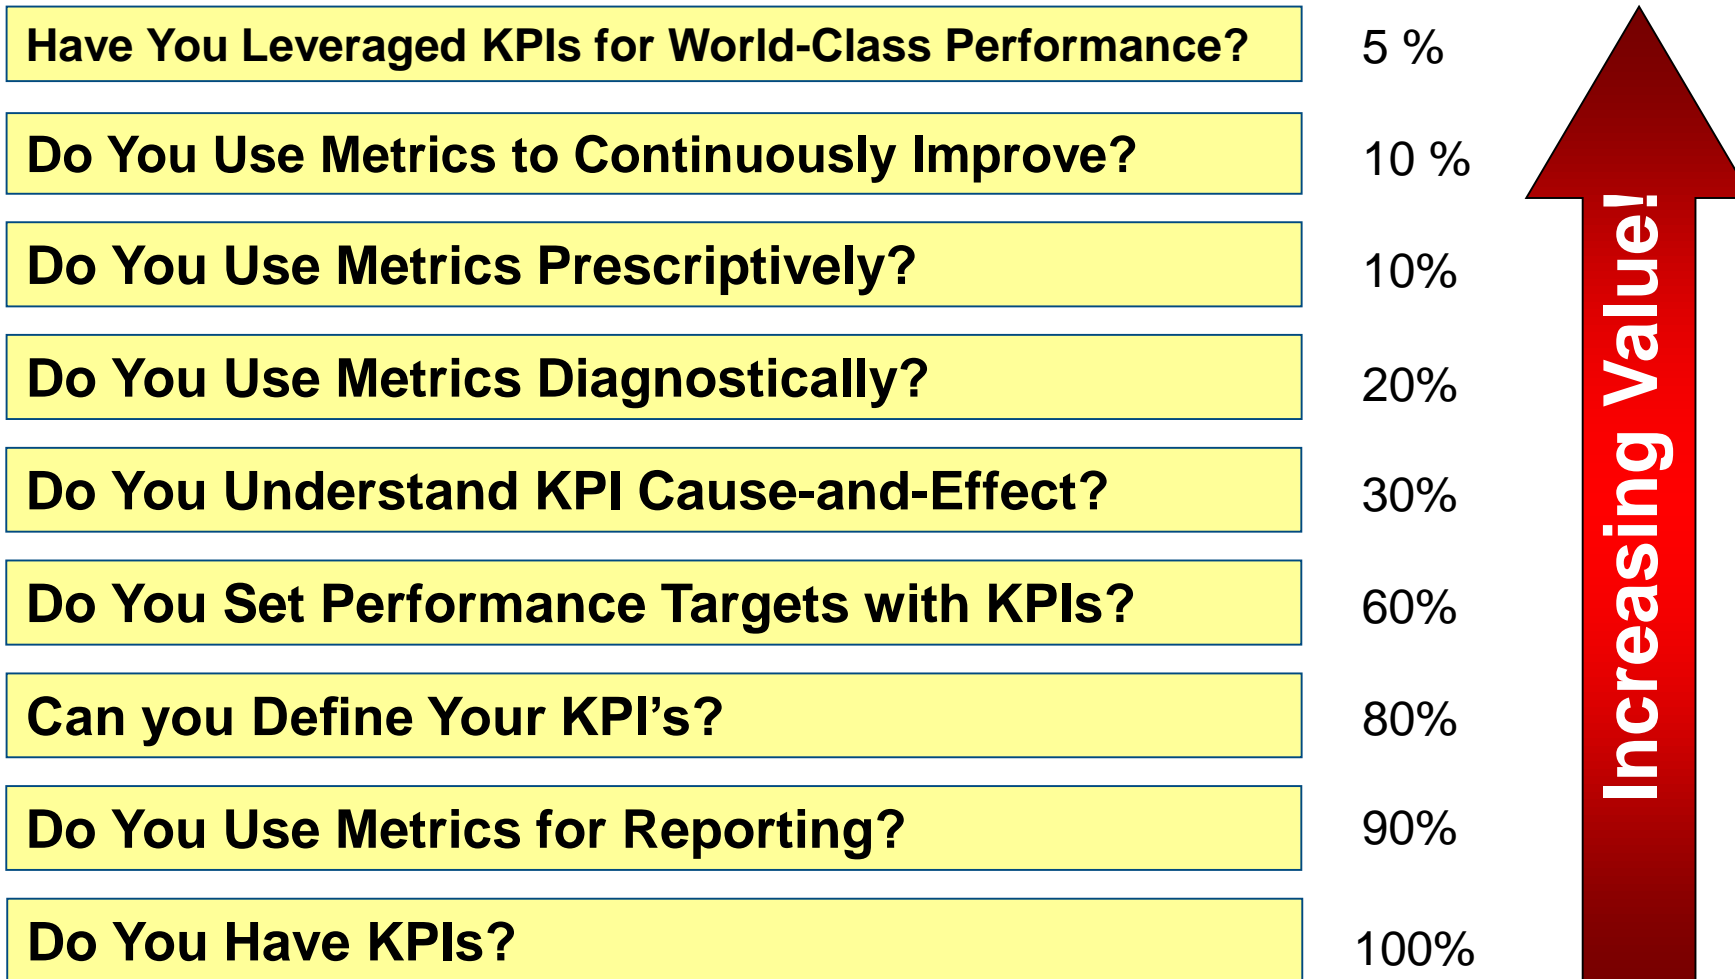 Have You Leveraged KPIs for World-Class Performance?
5 %
Do You Use Metrics to Continuously Improve?
10 %
Do You Use Metrics Prescriptively?
10%
Do You Use Metrics Diagnostically?
20%
Do You Understand KPI Cause-and-Effect?
30%
Do You Set Performance Targets with KPIs?
60%
Can you Define Your KPI’s?
80%
Do You Use Metrics for Reporting?
90%
Do You Have KPIs?
100%
Increasing Value!